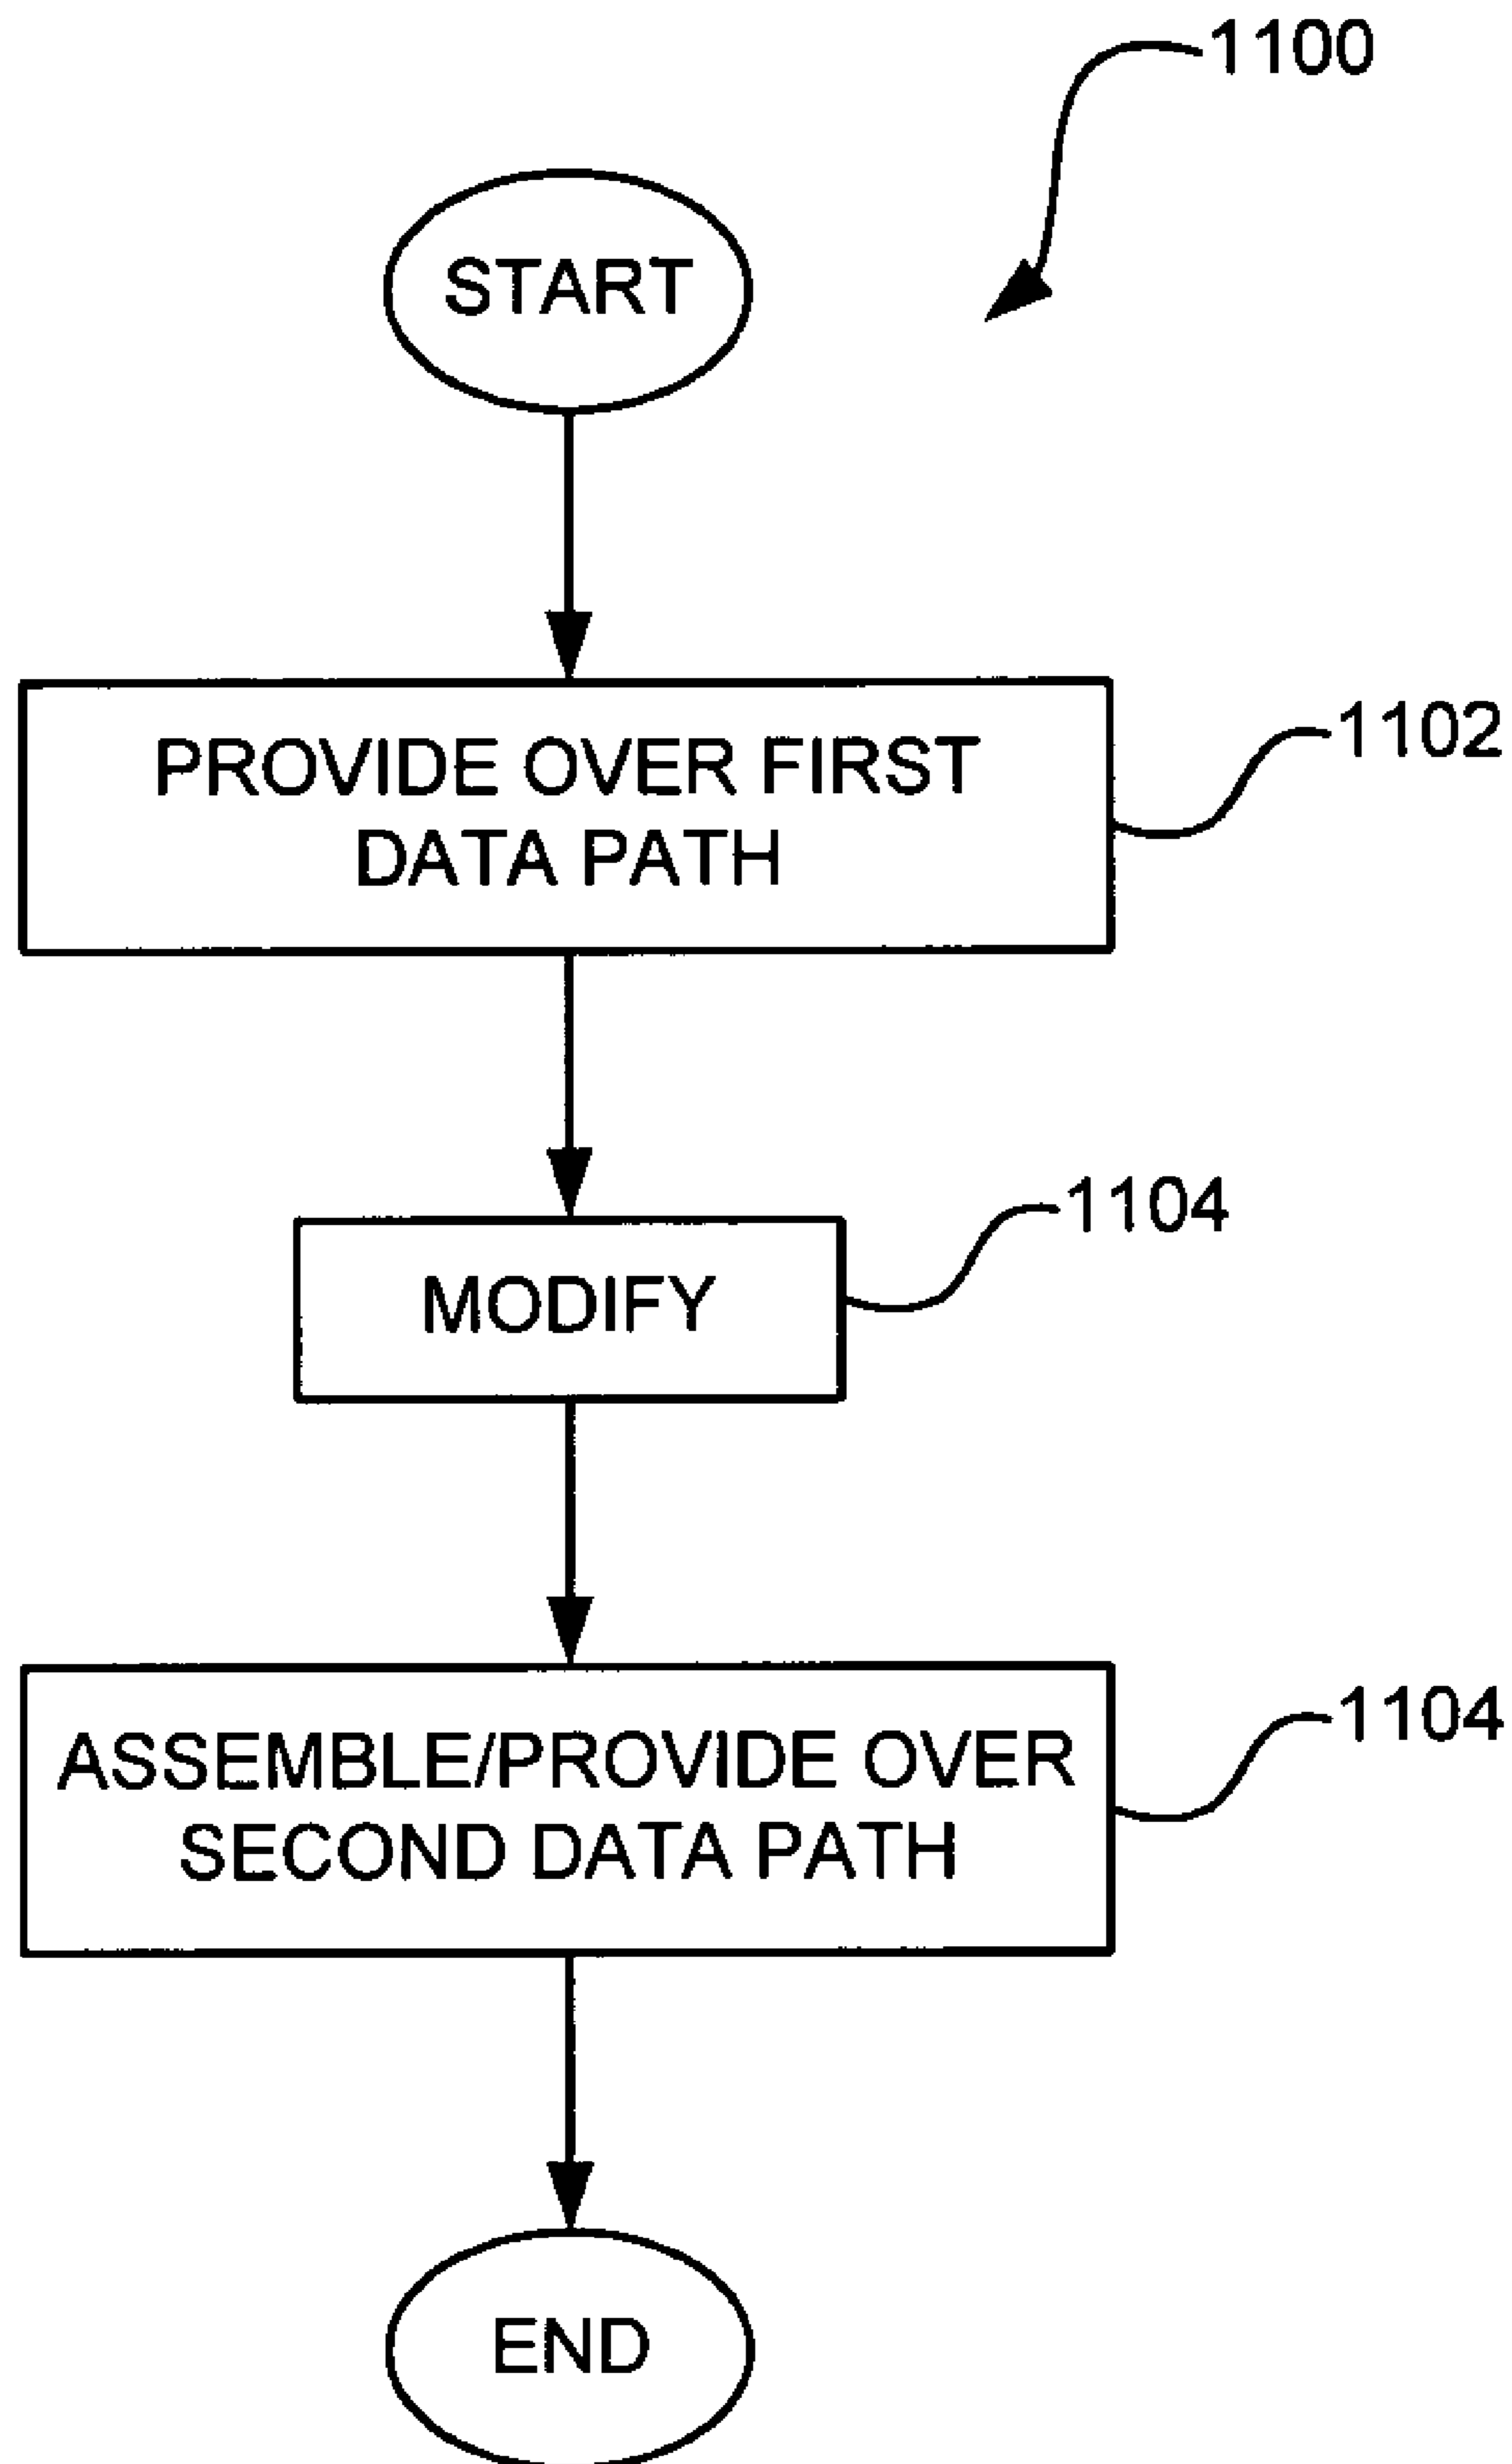 1100
START
PROVIDE OVER FIRST
DATA PATH
1102
MODIFY
1104
ASSEMBLE/PROVIDE OVER
SECOND DATA PATH
1104
END